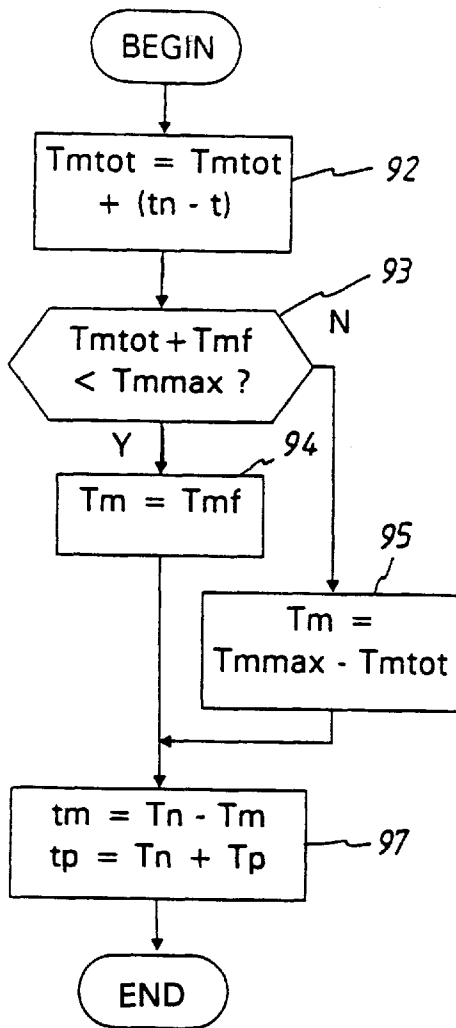 BEGIN
Tmtot = Tmtot
+ (tn - t)
92
93
Tmtot + Tmf
< Tmmax ?
N
Y
94
Tm = Tmf
95
Tm =
Tmmax - Tmtot
tm = Tn - Tm
tp = Tn + Tp
97
END